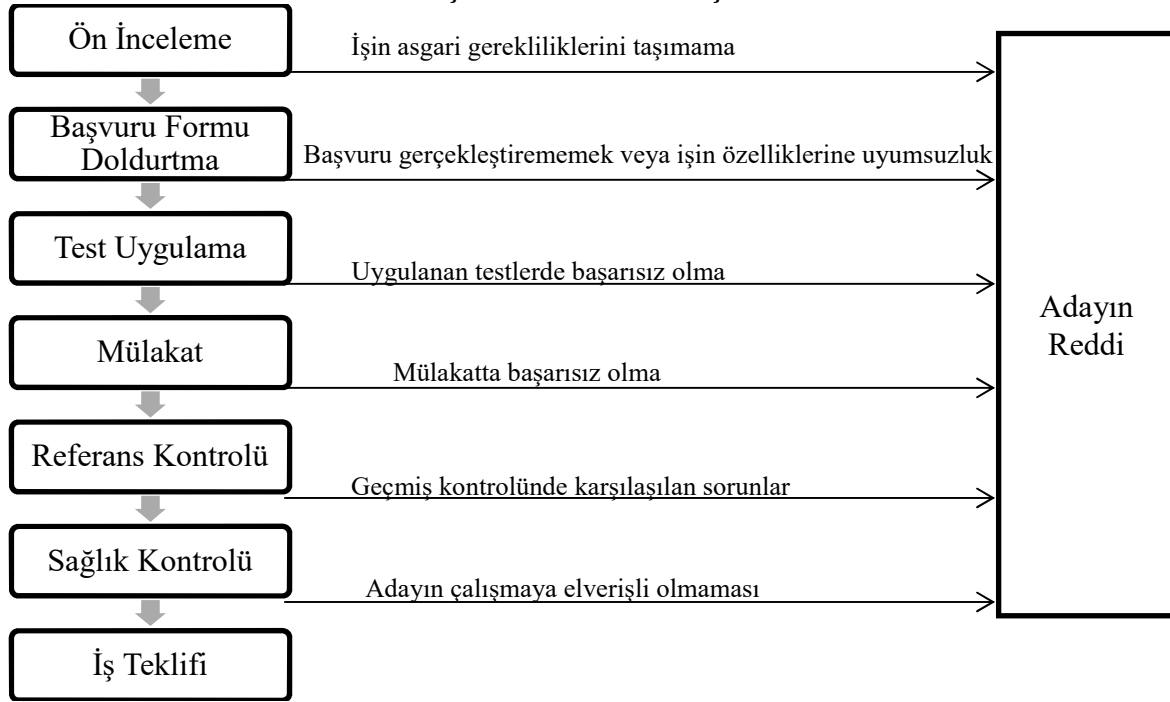 Ön İnceleme
İşin asgari gerekliliklerini taşımama
Başvuru Formu
Doldurtma
Başvuru gerçekleştirememek veya işin özelliklerine uyumsuzluk
Test Uygulama
Uygulanan testlerde başarısız olma
Mülakat
Mülakatta başarısız olma
Referans Kontrolü
Geçmiş kontrolünde karşılaşılan sorunlar
Sağlık Kontrolü
Adayın çalışmaya elverişli olmaması
İş Teklifi
Adayın
Reddi